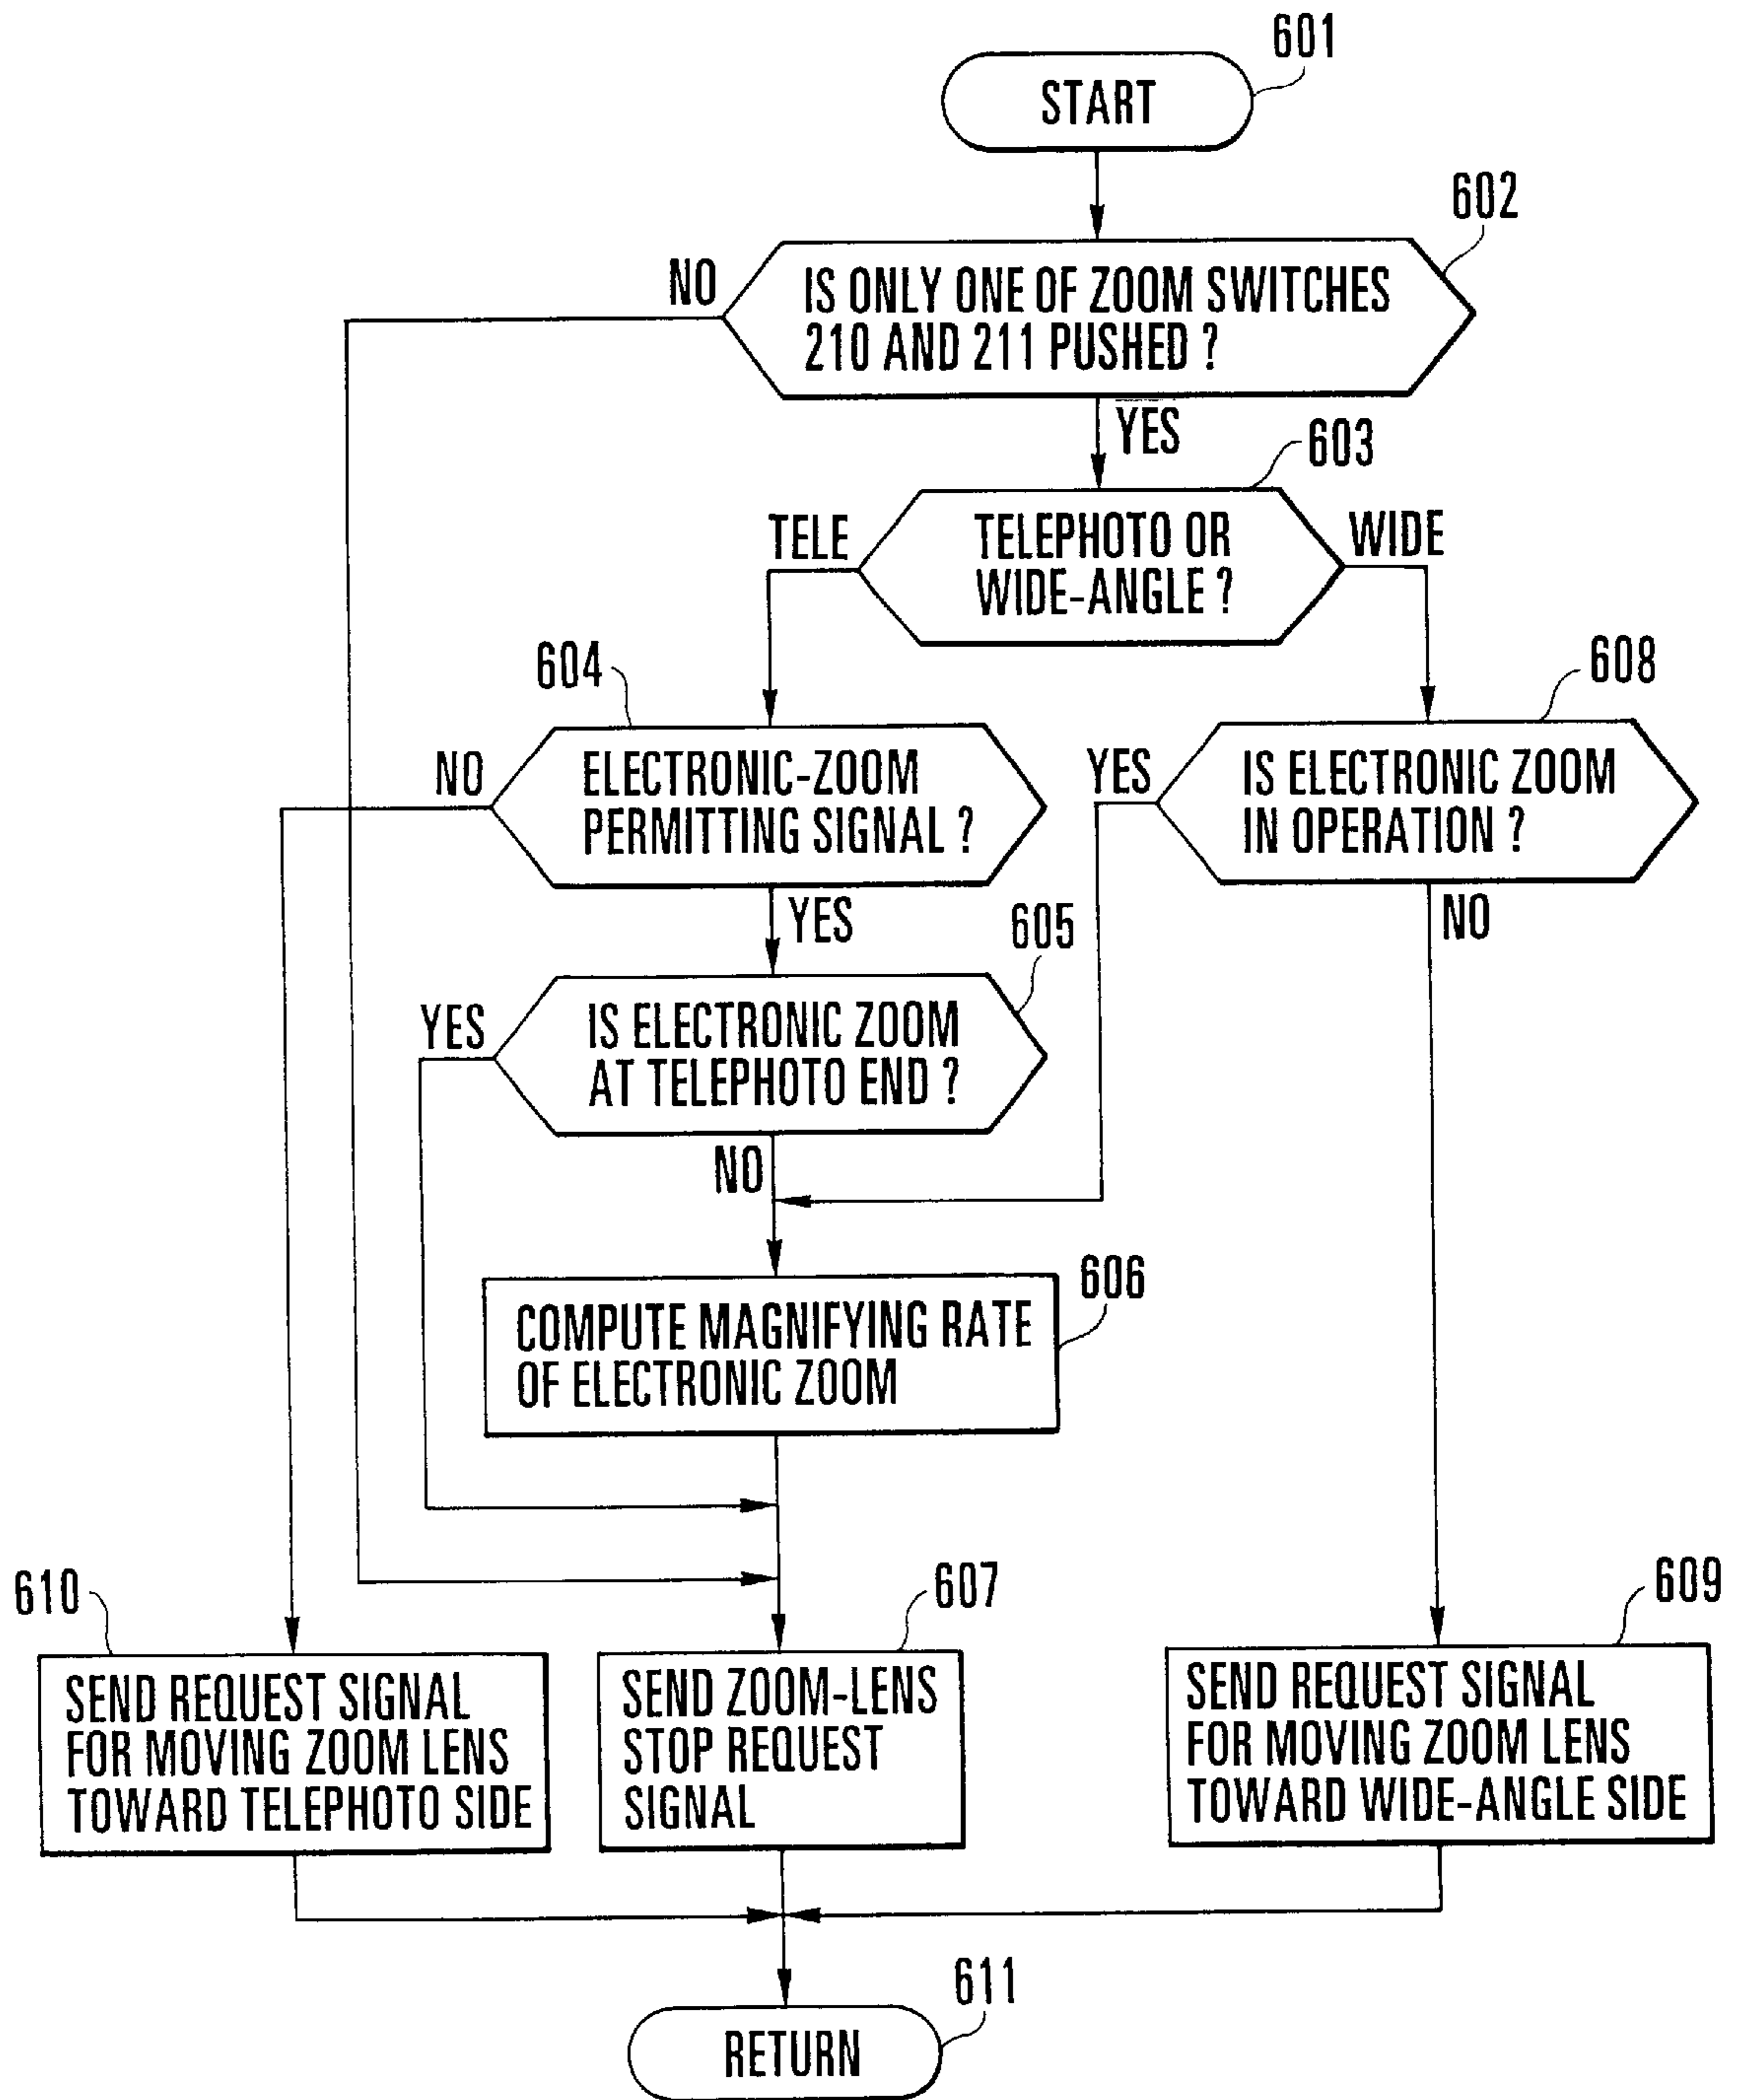 601
START
602
NO
IS ONLY ONE OF ZOOM SWITCHES
210 AND 211 PUSHED ?
YES
603
TELE
TELEPHOTO OR
WIDE-ANGLE ?
WIDE
604
608
NO
ELECTRONIC-ZOOM
PERMITTING SIGNAL ?
YES
IS ELECTRONIC ZOOM
IN OPERATION ?
YES
NO
605
YES
IS ELECTRONIC ZOOM
AT TELEPHOTO END ?
NO
606
COMPUTE MAGNIFYING RATE
OF ELECTRONIC ZOOM
610
607
609
SEND REQUEST SIGNAL
FOR MOVING ZOOM LENS
TOWARD TELEPHOTO SIDE
SEND ZOOM-LENS
STOP REQUEST
SIGNAL
SEND REQUEST SIGNAL
FOR MOVING ZOOM LENS
TOWARD WIDE-ANGLE SIDE
611
RETURN